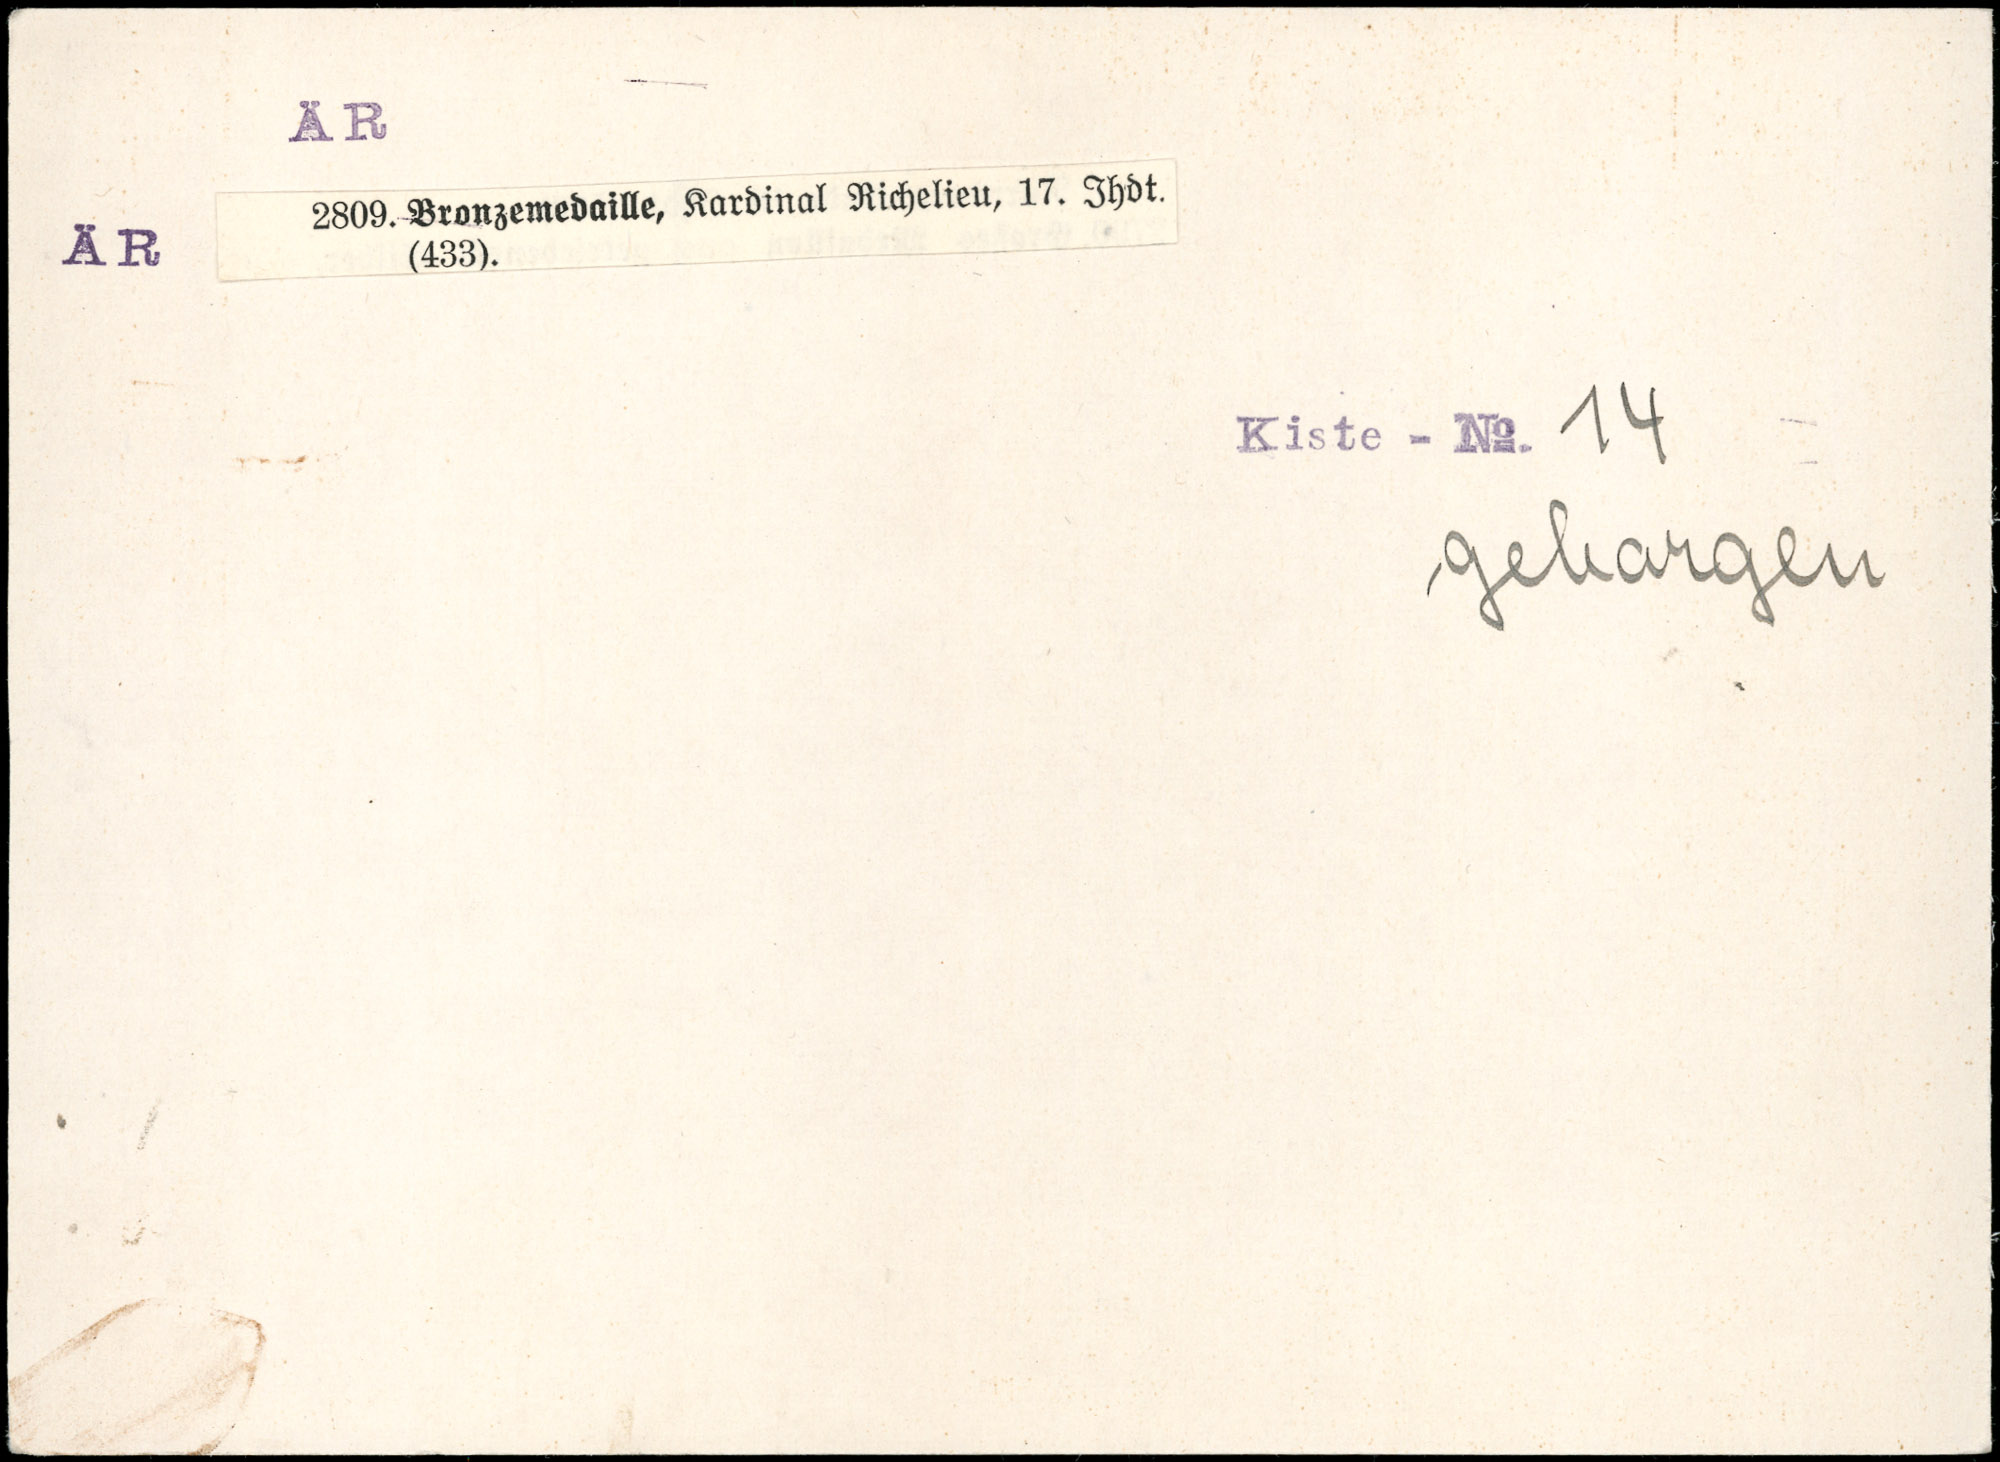 ÄR
ÄR
2809. Bronzemedaille, Kardinal Richelieu, 17. Jhdt.
(433).
Kiste - No. 14
geborgen